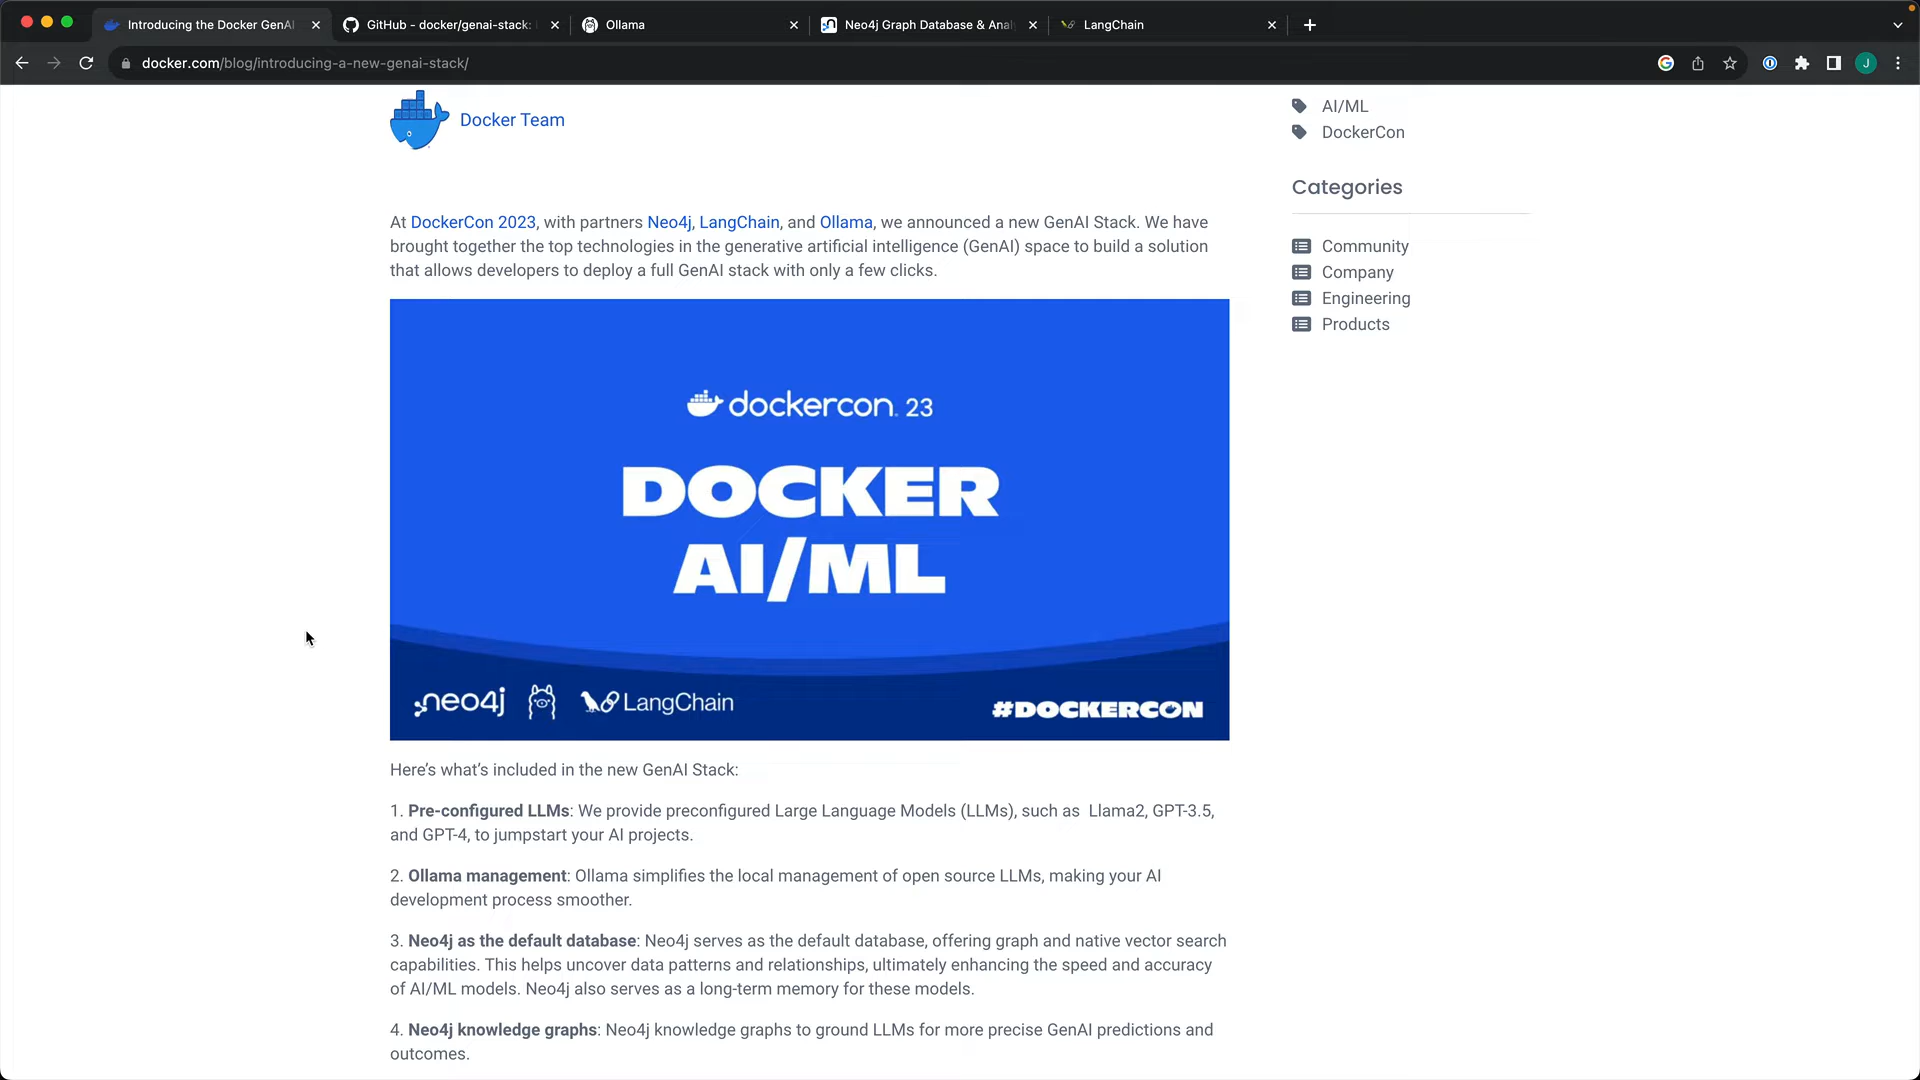 Introducing the Docker GenAI
GitHub - docker/genai-stack:
Ollama
Neo4j Graph Database & Anal
LangChain
docker.com/blog/introducing-a-new-genai-stack/
J
Docker Team
AI/ML
DockerCon
Categories
Community
Company
Engineering
Products
At DockerCon 2023, with partners Neo4j, LangChain, and Ollama, we announced a new GenAI Stack. We have
brought together the top technologies in the generative artificial intelligence (GenAI) space to build a solution
that allows developers to deploy a full GenAI stack with only a few clicks.
dockercon. 23
DOCKER
AI/ML
neo4j LangChain #DOCKERCON
Here’s what’s included in the new GenAI Stack:
1. Pre-configured LLMs: We provide preconfigured Large Language Models (LLMs), such as  Llama2, GPT-3.5,
and GPT-4, to jumpstart your AI projects.
2. Ollama management: Ollama simplifies the local management of open source LLMs, making your AI
development process smoother.
3. Neo4j as the default database: Neo4j serves as the default database, offering graph and native vector search
capabilities. This helps uncover data patterns and relationships, ultimately enhancing the speed and accuracy
of AI/ML models. Neo4j also serves as a long-term memory for these models.
4. Neo4j knowledge graphs: Neo4j knowledge graphs to ground LLMs for more precise GenAI predictions and
outcomes.